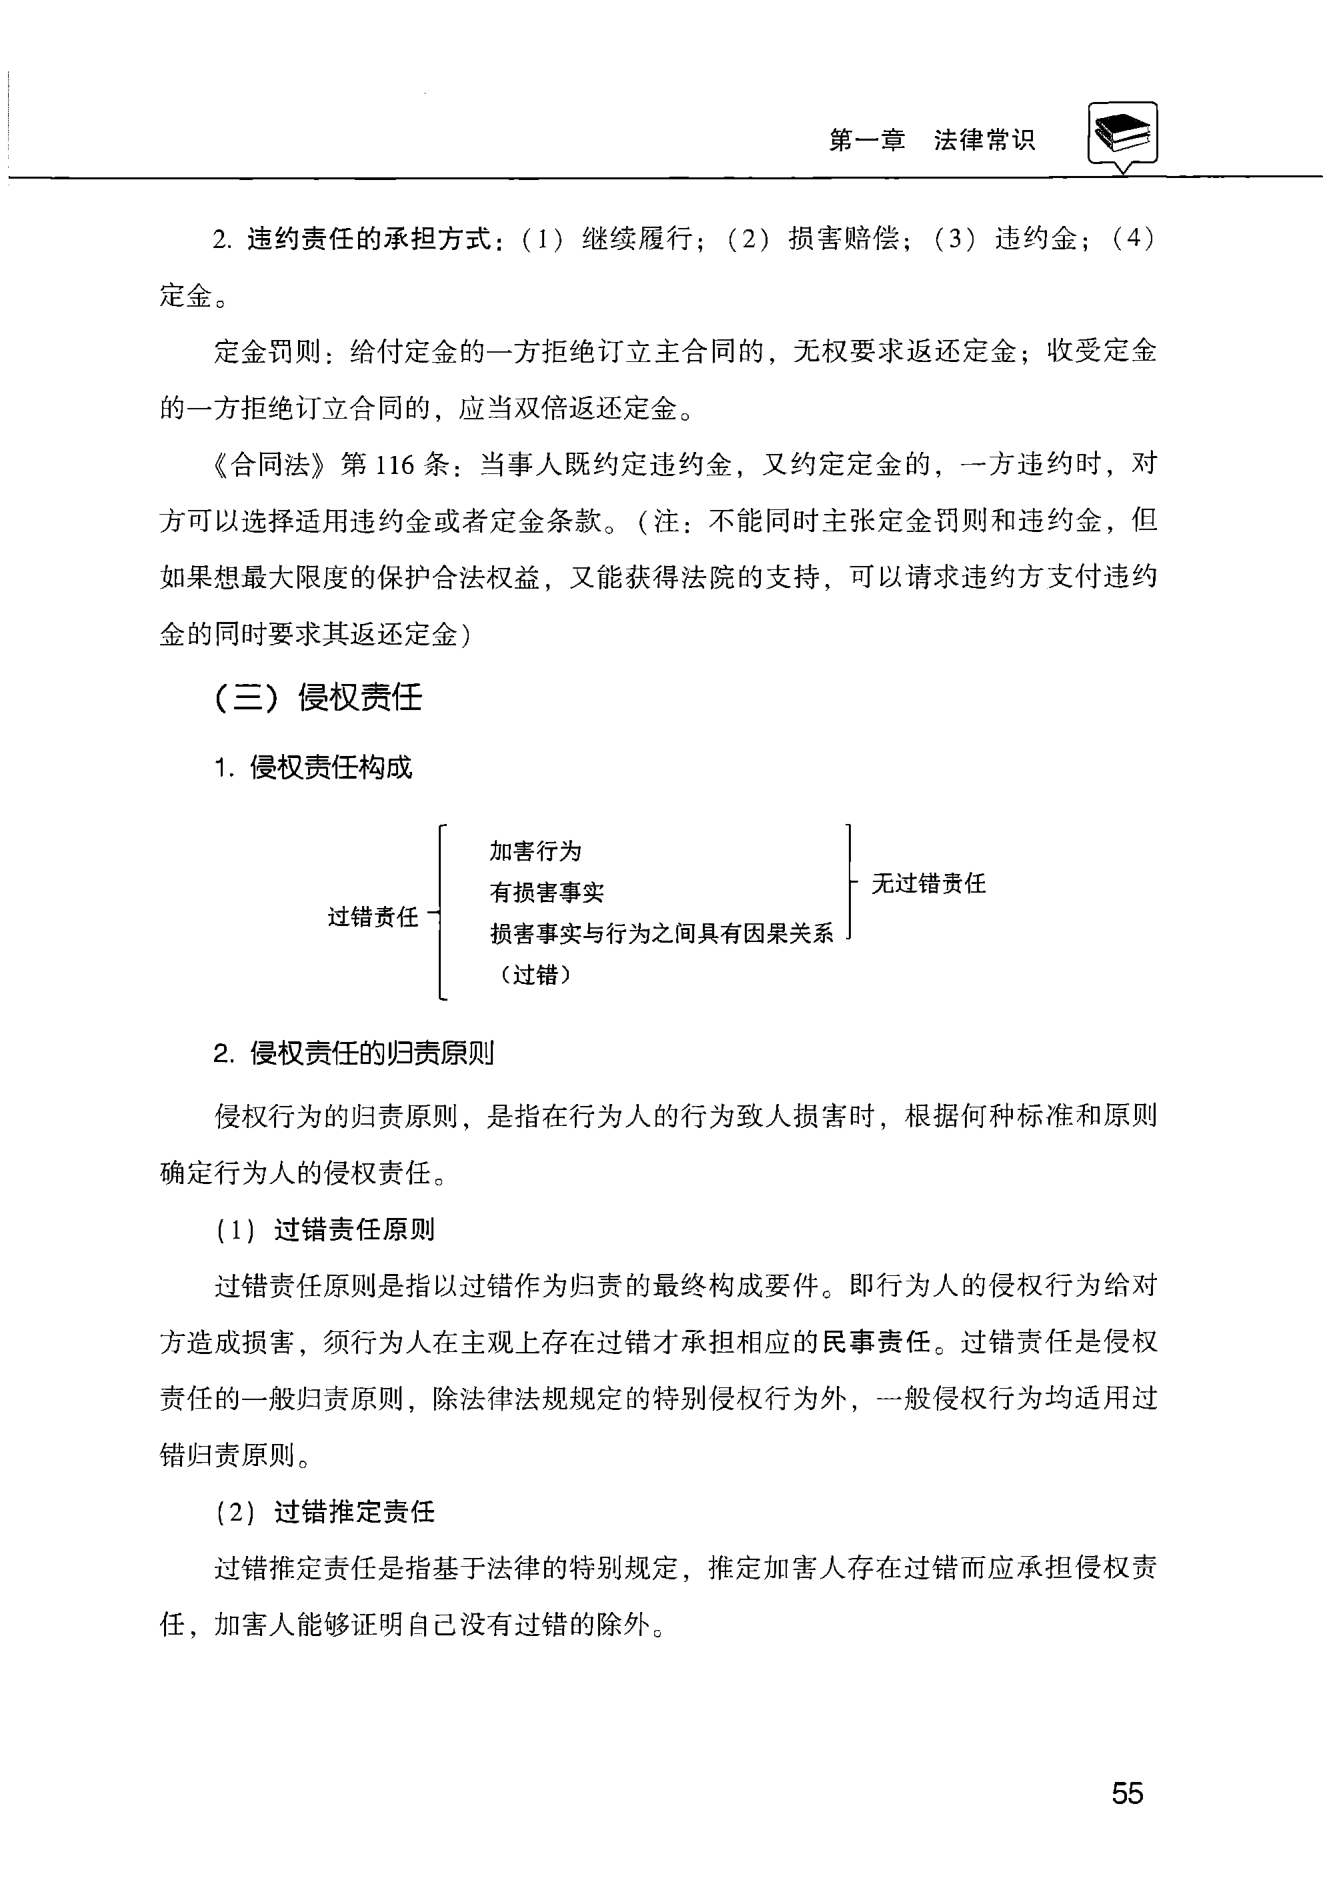 第一章 法律常识
2. 违约责任的承担方式：（1）继续履行；（2）损害赔偿；（3）违约金；（4）
定金。
定金罚则：给付定金的一方拒绝订立主合同的，无权要求返还定金；收受定金
的一方拒绝订立合同的，应当双倍返还定金。
《合同法》第 116 条：当事人既约定违约金，又约定定金的，一方违约时，对
方可以选择适用违约金或者定金条款。（注：不能同时主张定金罚则和违约金，但
如果想最大限度的保护合法权益，又能获得法院的支持，可以请求违约方支付违约
金的同时要求其返还定金）
（三）侵权责任
1. 侵权责任构成
加害行为
有损害事实
无过错责任
过错责任
损害事实与行为之间具有因果关系
（过错）
2. 侵权责任的归责原则
侵权行为的归责原则，是指在行为人的行为致人损害时，根据何种标准和原则
确定行为人的侵权责任。
（1）过错责任原则
过错责任原则是指以过错作为归责的最终构成要件。即行为人的侵权行为给对
方造成损害，须行为人在主观上存在过错才承担相应的民事责任。过错责任是侵权
责任的一般归责原则，除法律法规规定的特别侵权行为外，一般侵权行为均适用过
错归责原则。
（2）过错推定责任
过错推定责任是指基于法律的特别规定，推定加害人存在过错而应承担侵权责
任，加害人能够证明自己没有过错的除外。
55